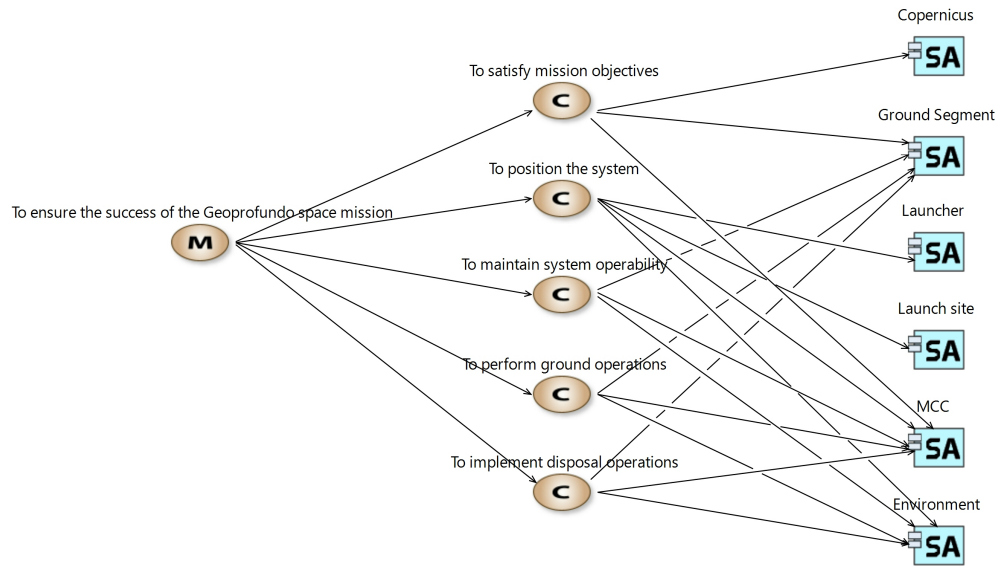 Copernicus
SA
To satisfy mission objectives
C
Ground Segment
SA
To position the system
C
Launcher
SA
To ensure the success of the Geoprofundo space mission
M
To maintain system operability
C
Launch site
SA
To perform ground operations
C
MCC
SA
To implement disposal operations
C
Environment
SA